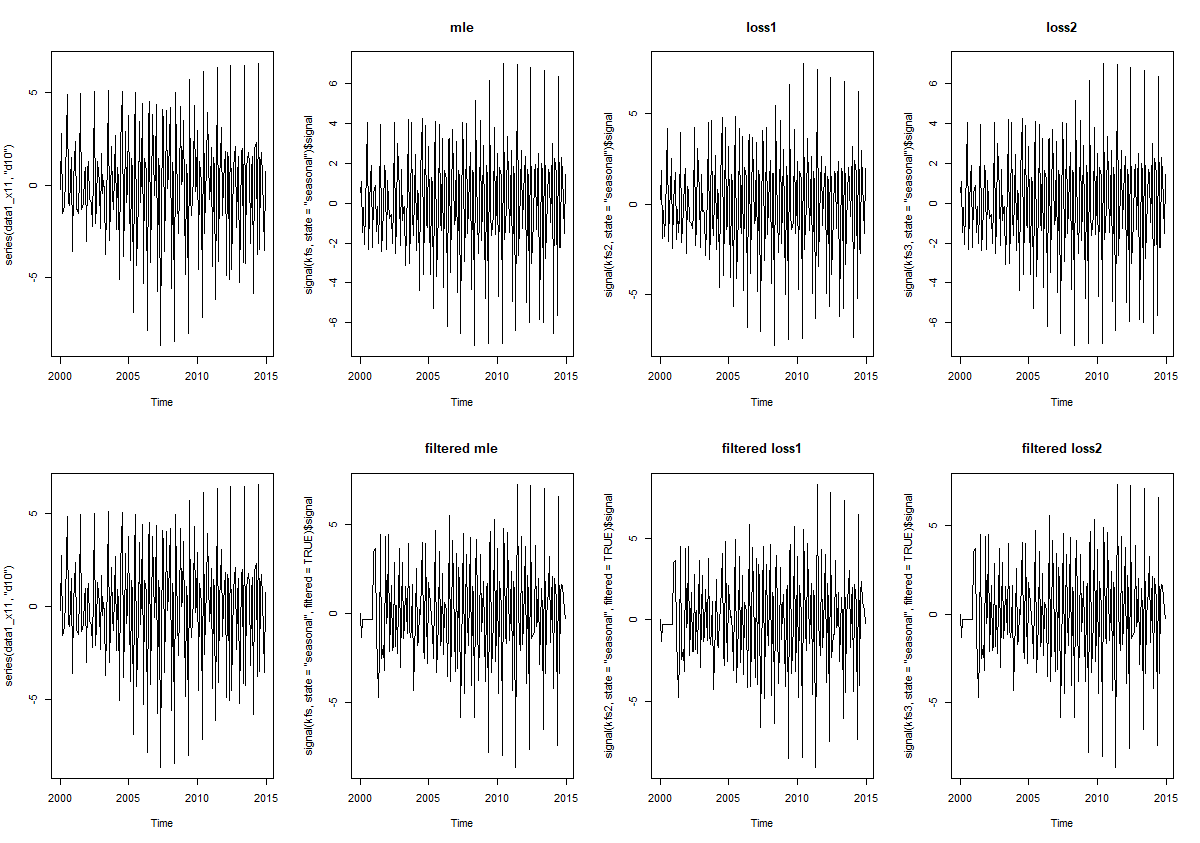 mle
loss1
loss2
series(data1_x11, "d10")
5
0
-5
2000
2005
2010
2015
Time
signal(kfs, state = "seasonal")$signal
6
4
2
0
-2
-4
-6
2000
2005
2010
2015
Time
signal(kfs2, state = "seasonal")$signal
5
0
-5
2000
2005
2010
2015
Time
signal(kfs3, state = "seasonal")$signal
6
4
2
0
-2
-4
-6
2000
2005
2010
2015
Time
filtered mle
filtered loss1
filtered loss2
series(data1_x11, "d10")
5
0
-5
2000
2005
2010
2015
Time
signal(kfs, state = "seasonal", filtered = TRUE)$signal
5
0
-5
2000
2005
2010
2015
Time
signal(kfs2, state = "seasonal", filtered = TRUE)$signal
5
0
-5
2000
2005
2010
2015
Time
signal(kfs3, state = "seasonal", filtered = TRUE)$signal
5
0
-5
2000
2005
2010
2015
Time